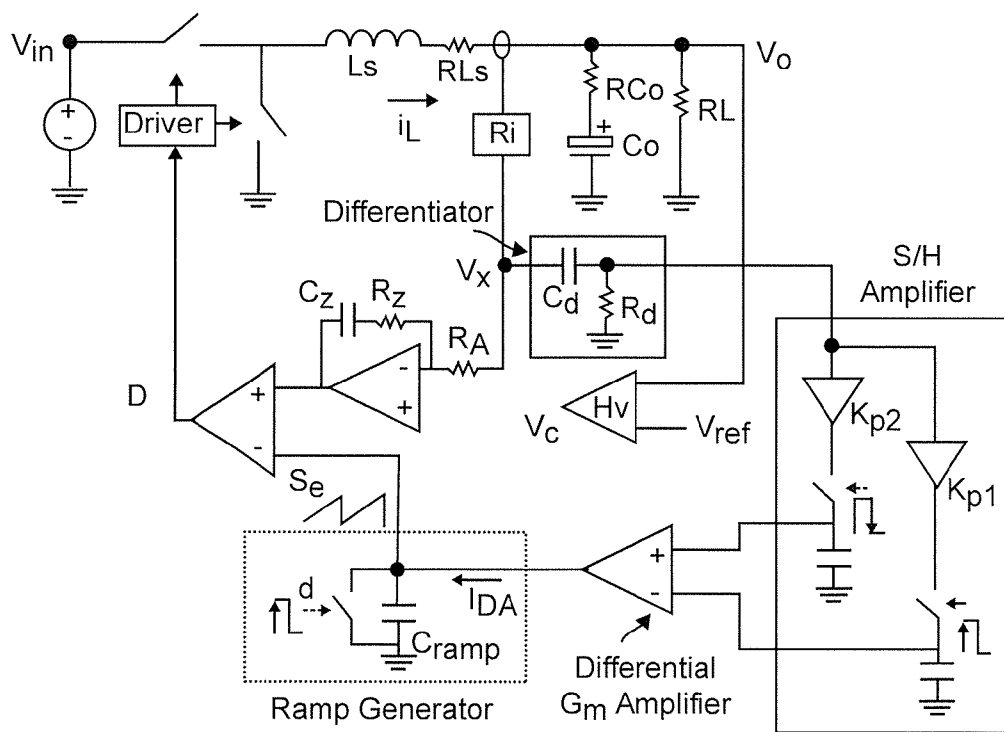 Vin
Ls
RLs
Vo
iL
RCo
RL
Driver
+
-
Ri
+
Co
Differentiator
Vx
Cd
Rd
S/H
Amplifier
Cz
Rz
RA
-
+
D
+
-
Hv
Vc
Vref
Kp2
Kp1
Se
+
-
d
IDA
Cramp
Differential
Gm Amplifier
Ramp Generator